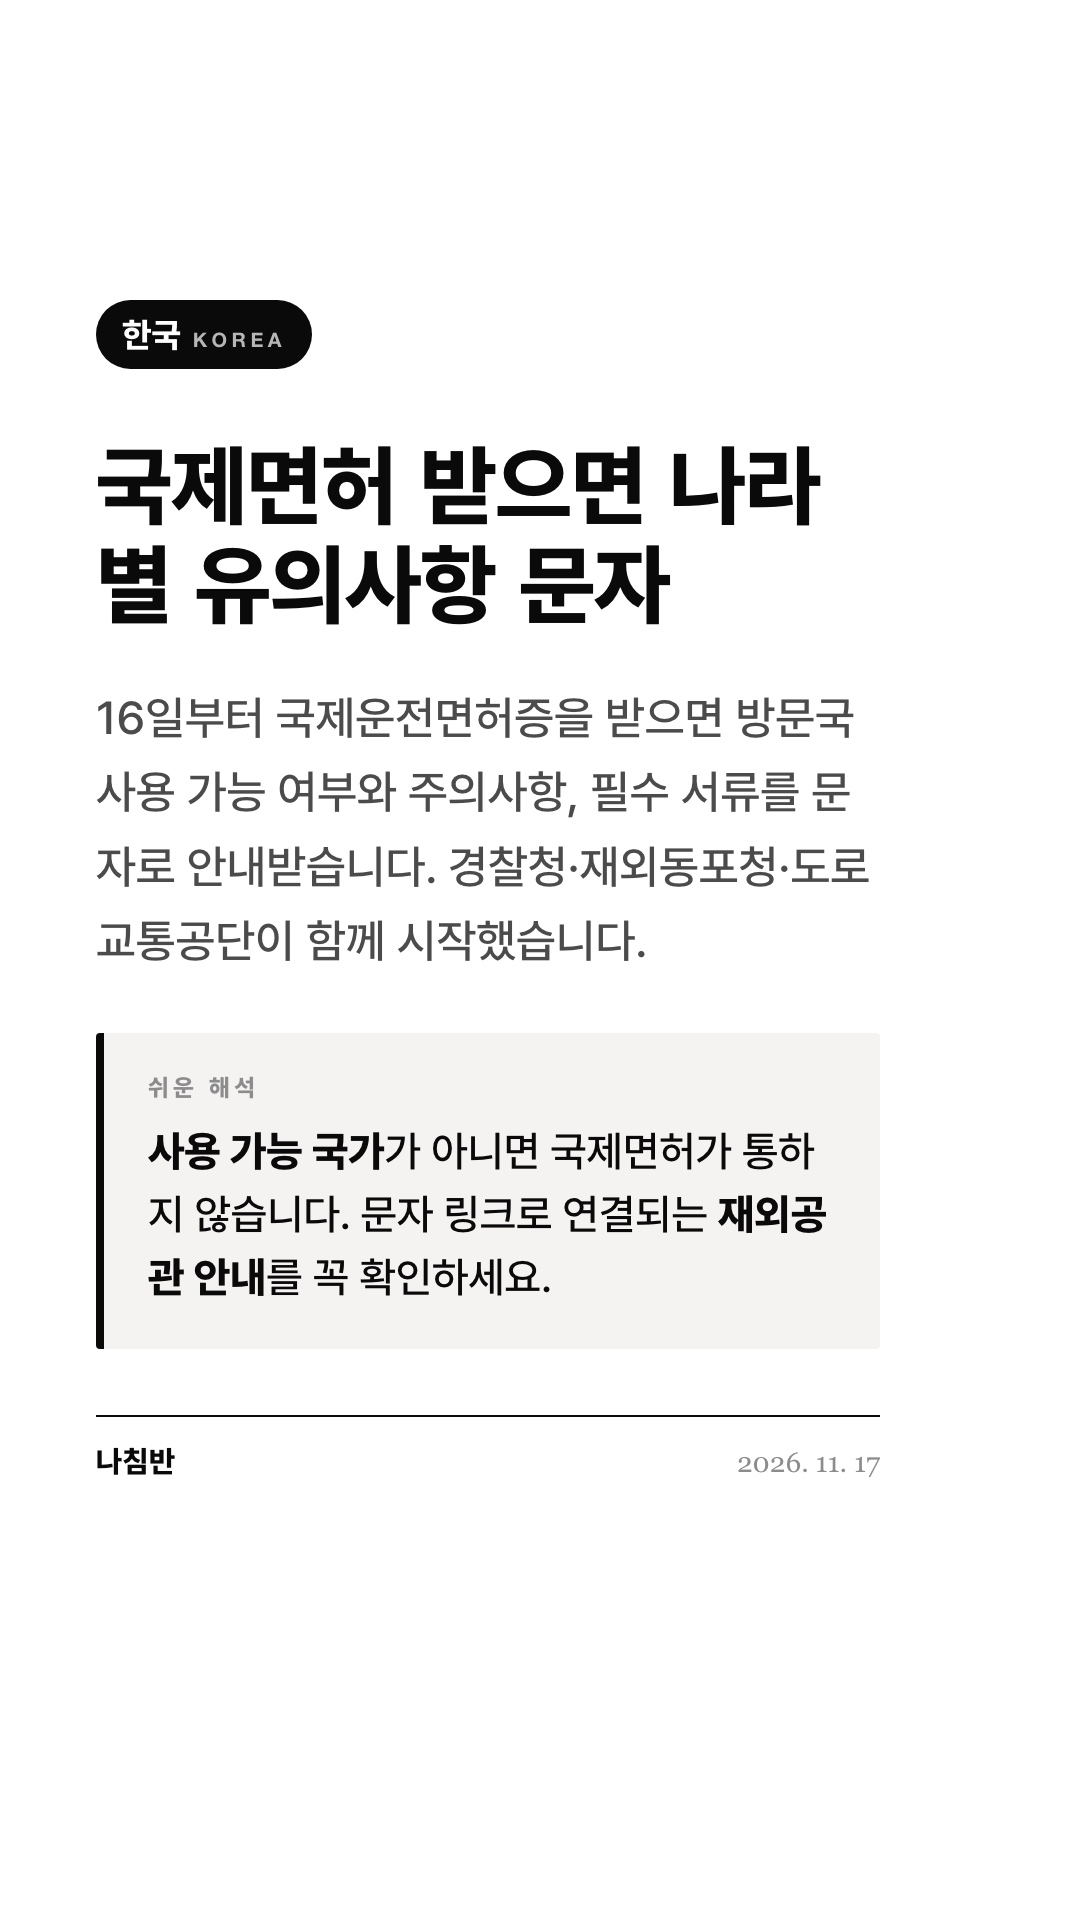 한국 KOREA
국제면허 받으면 나라
별 유의사항 문자
16일부터 국제운전면허증을 받으면 방문국
사용 가능 여부와 주의사항, 필수 서류를 문
자로 안내받습니다. 경찰청·재외동포청·도로
교통공단이 함께 시작했습니다.
쉬운 해석
사용 가능 국가가 아니면 국제면허가 통하
지 않습니다. 문자 링크로 연결되는 재외공
관 안내를 꼭 확인하세요.
나침반
2026. 11. 17